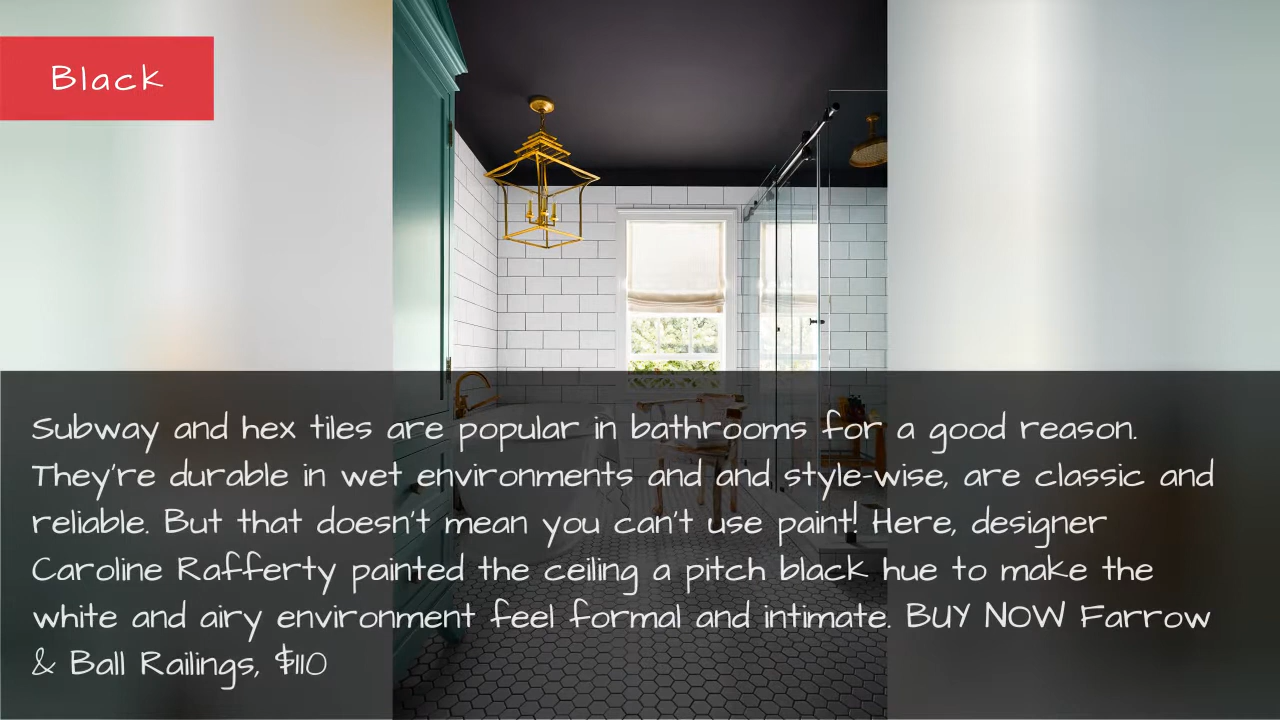 Black
Subway and hex tiles are popular in bathrooms for a good reason.
They're durable in wet environments and and style-wise, are classic and
reliable. But that doesn't mean you can't use paint! Here, designer
Caroline Rafferty painted the ceiling a pitch black hue to make the
white and airy environment feel formal and intimate. BUY NOW Farrow
& Ball Railings, $110